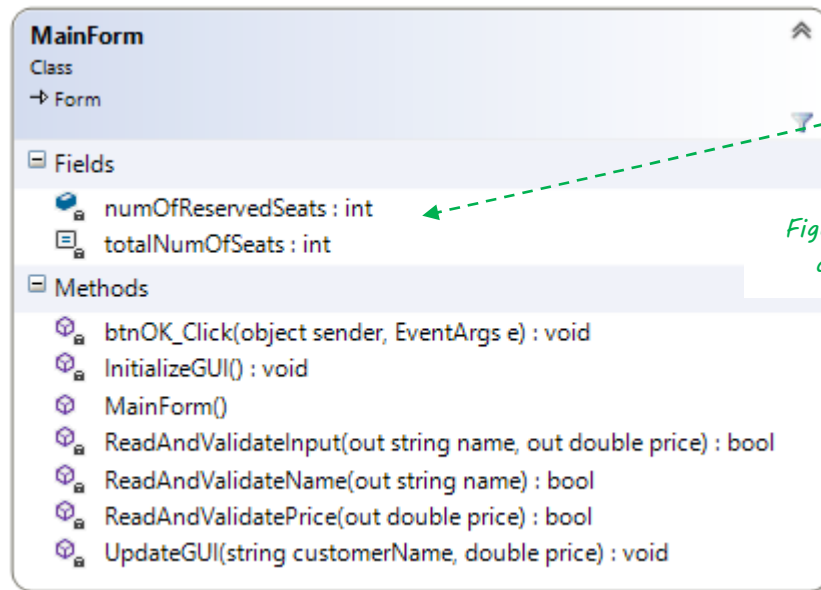 MainForm
Class
Form
Fields
numOfReservedSeats : int
totalNumOfSeats : int
Methods
btnOK_Click(object sender, EventArgs e) : void
InitializeGUI() : void
MainForm()
ReadAndValidateInput(out string name, out double price) : bool
ReadAndValidateName(out string name) : bool
ReadAndValidatePrice(out double price) : bool
UpdateGUI(string customerName, double price) : void